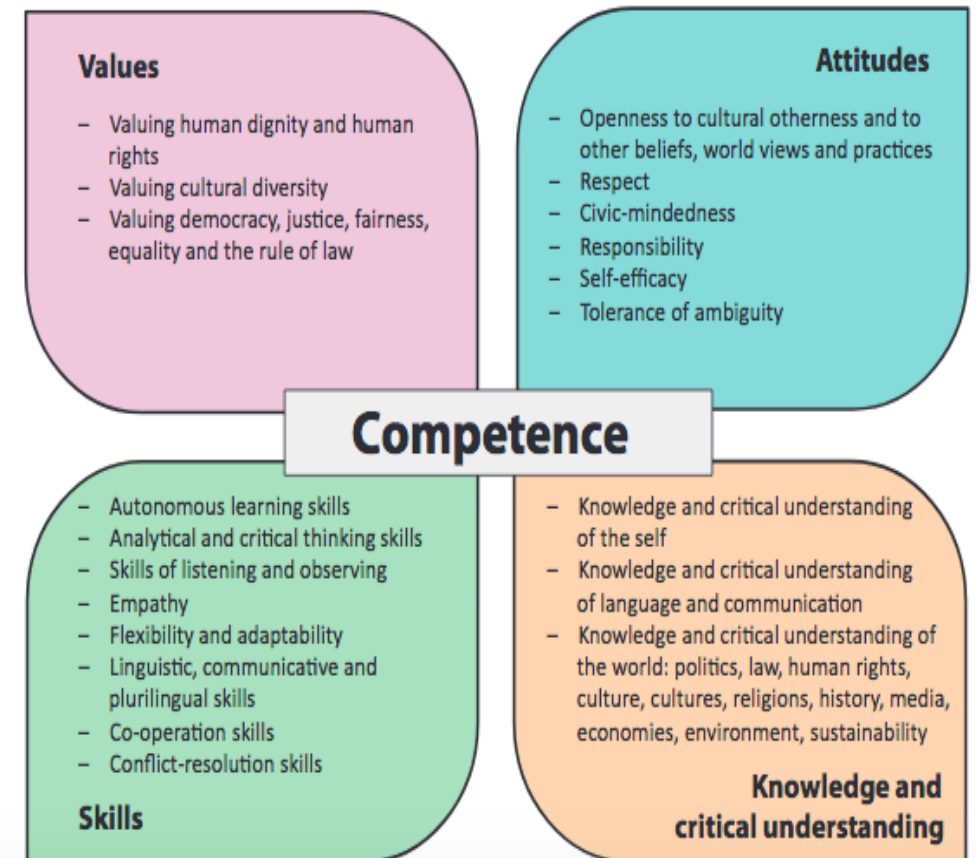 Values
– Valuing human dignity and human
rights
– Valuing cultural diversity
– Valuing democracy, justice, fairness,
equality and the rule of law
Attitudes
– Openness to cultural otherness and to
other beliefs, world views and practices
– Respect
– Civic-mindedness
– Responsibility
– Self-efficacy
– Tolerance of ambiguity
Competence
– Autonomous learning skills
– Analytical and critical thinking skills
– Skills of listening and observing
– Empathy
– Flexibility and adaptability
– Linguistic, communicative and
plurilingual skills
– Co-operation skills
– Conflict-resolution skills
Skills
– Knowledge and critical understanding
of the self
– Knowledge and critical understanding
of language and communication
– Knowledge and critical understanding of
the world: politics, law, human rights,
culture, cultures, religions, history, media,
economies, environment, sustainability
Knowledge and
critical understanding